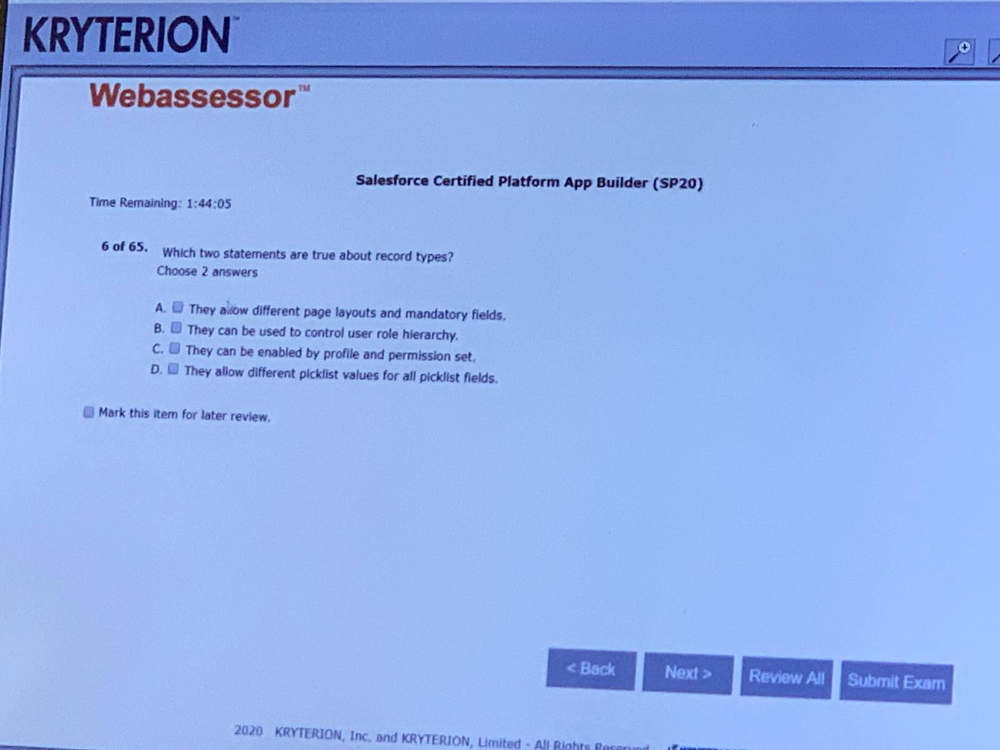 KRYTERION™
Webassessor™
Salesforce Certified Platform App Builder (SP20)
Time Remaining: 1:44:05
6 of 65. Which two statements are true about record types?
Choose 2 answers
A. They allow different page layouts and mandatory fields.
B. They can be used to control user role hierarchy.
C. They can be enabled by profile and permission set.
D. They allow different picklist values for all picklist fields.
Mark this item for later review.
< Back Next > Review All Submit Exam
2020 KRYTERION, Inc. and KRYTERION, Limited - All Rights Reserved